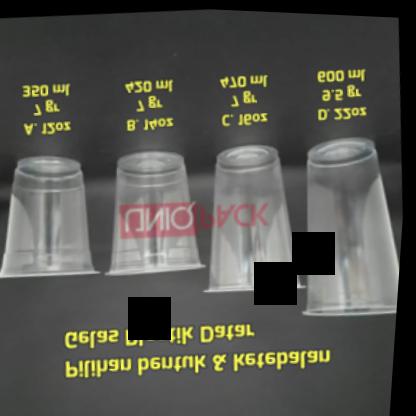 Pilihan bentuk & ketebalan
Gelas Datar
UNIQPACK
A. 12oz
7 gr
350 ml
B. 14oz
7 gr
420 ml
C. 16oz
7 gr
470 ml
D. 22oz
9.5 gr
600 ml